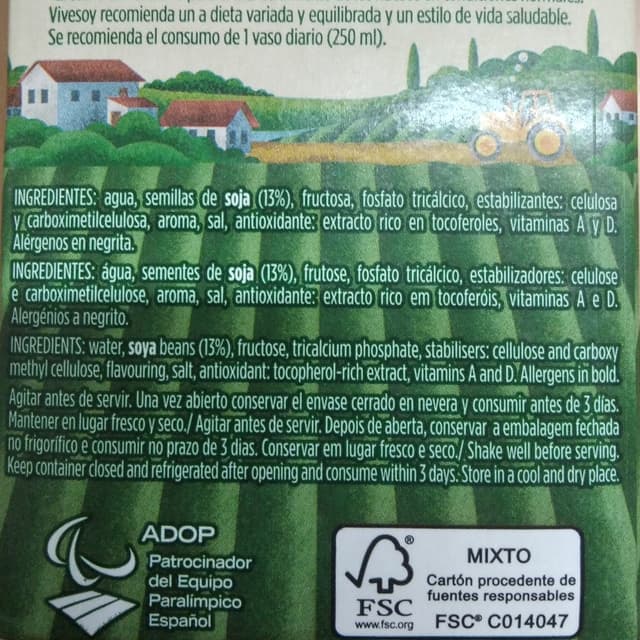 Vivesoy recomienda un a dieta variada y equilibrada y un estilo de vida saludable.
Se recomienda el consumo de 1 vaso diario (250 ml).
INGREDIENTES: agua, semillas de soja (13%), fructosa, fosfato tricálcico, estabilizantes: celulosa
y carboximetilcelulosa, aroma, sal, antioxidante: extracto rico en tocoferoles, vitaminas A y D.
Alérgenos en negrita.
INGREDIENTES: água, sementes de soja (13%), frutose, fosfato tricálcico, estabilizadores: celulose
e carboximetilcelulose, aroma, sal, antioxidante: extracto rico em tocoferóis, vitaminas A e D.
Alergénios a negrito.
INGREDIENTS: water, soya beans (13%), fructose, tricalcium phosphate, stabilisers: cellulose and carboxy
methyl cellulose, flavouring, salt, antioxidant: tocopherol-rich extract, vitamins A and D. Allergens in bold.
Agitar antes de servir. Una vez abierto conservar el envase cerrado en nevera y consumir antes de 3 días.
Mantener en lugar fresco y seco./ Agitar antes de servir. Depois de aberta, conservar a embalagem fechada
no frigorífico e consumir no prazo de 3 dias. Conservar em lugar fresco e seco./ Shake well before serving.
Keep container closed and refrigerated after opening and consume within 3 days. Store in a cool and dry place.
ADOP
Patrocinador
del Equipo
Paralímpico
Español
FSC
www.fsc.org
®
MIXTO
Cartón procedente de
fuentes responsables
FSC® C014047